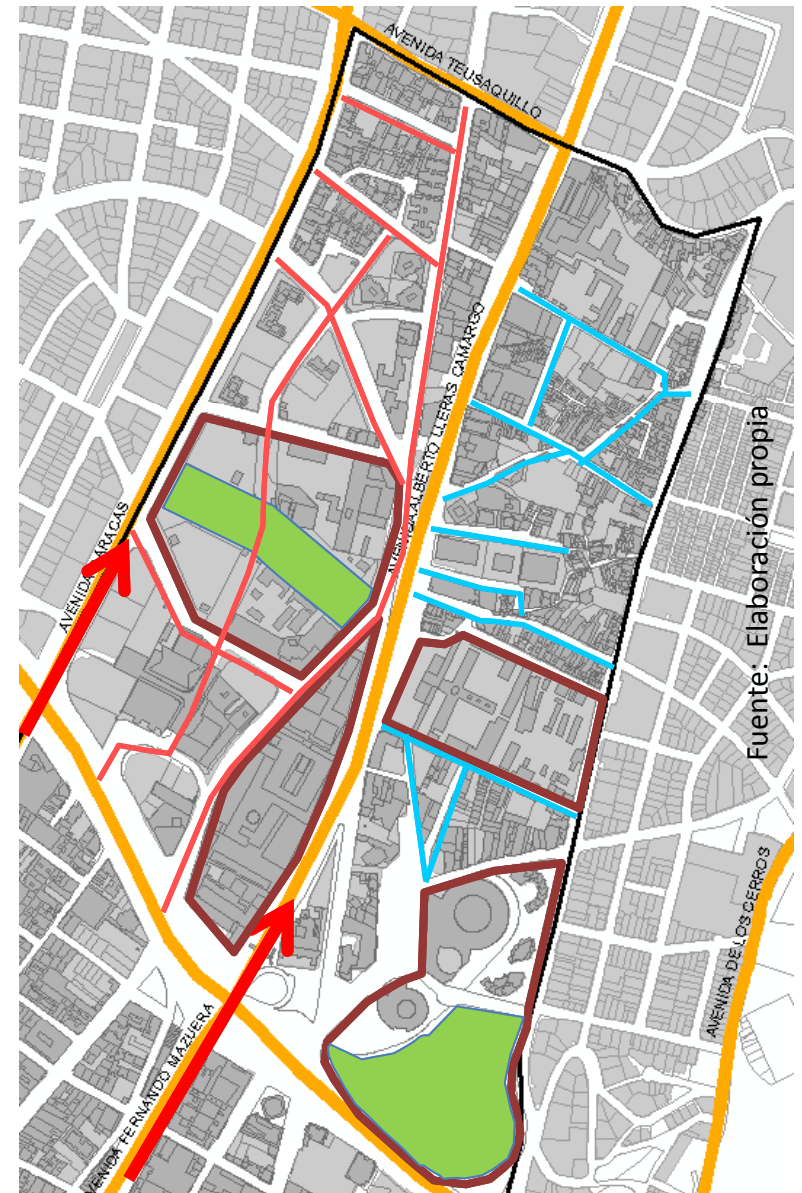 AVENIDA TEUSAQUILLO
AVENIDA ALBERTO LLERAS CAMARGO
AVENIDA CARACAS
AVENIDA FERNANDO MAZUERA
AVENIDA DE LOS CERROS
Fuente: Elaboración propia